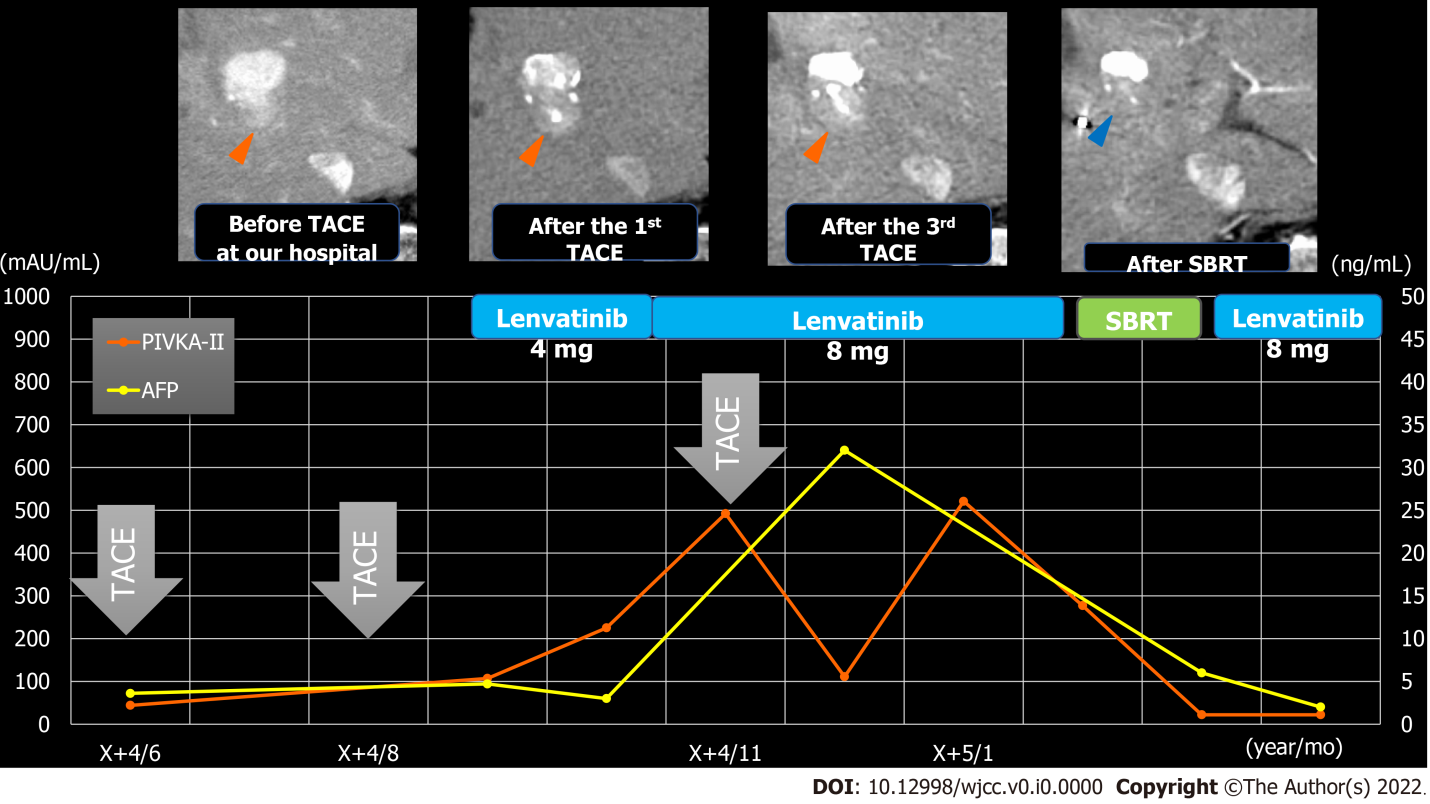 Before TACE
at our hospital
After the 1st
TACE
After the 3rd
TACE
After SBRT
(mAU/mL)
(ng/mL)
1000
900
800
700
600
500
400
300
200
100
0
50
45
40
35
30
25
20
15
10
5
0
Lenvatinib
4 mg
Lenvatinib
8 mg
SBRT
Lenvatinib
8 mg
PIVKA-II
AFP
TACE
TACE
TACE
X+4/6
X+4/8
X+4/11
X+5/1
(year/mo)
DOI: 10.12998/wjcc.v0.i0.0000 Copyright ©The Author(s) 2022.